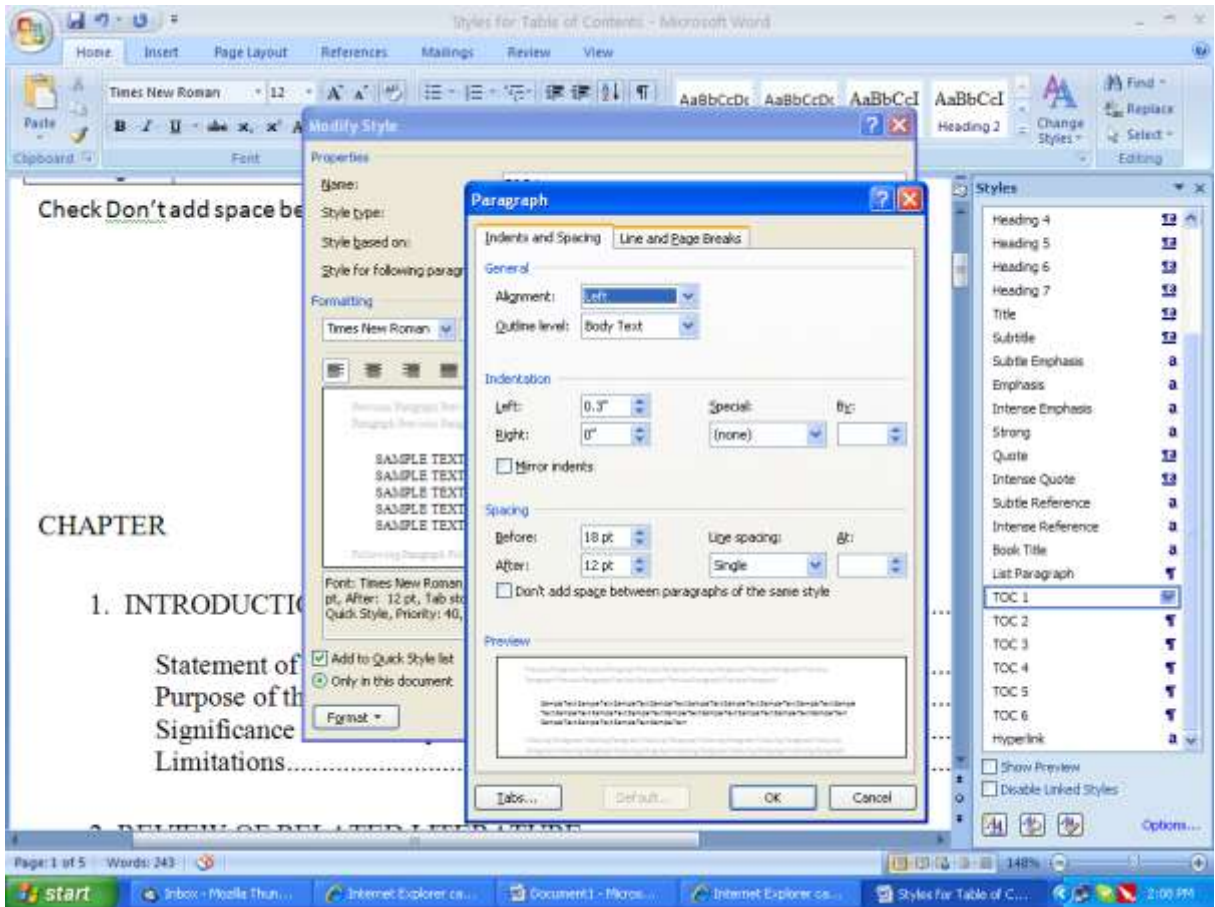 Styles for Table of Contents - Microsoft Word
Home Insert Page Layout References Mailings Review View
Times New Roman 12
AaBbCcDc AaBbCcDc AaBbCcI AaBbCcI
Paste
B I U abc x₂ x² A
Heading 2
Change Styles
Find
Replace
Select
Clipboard Font Editing
Check Don't add space be
CHAPTER
1. INTRODUCTIO
Statement of
Purpose of th
Significance
Limitations
2. REVIEW OF RELATED LITERATURE
Modify Style
Properties
Name:
Style type:
Style based on:
Style for following paragr
Formatting
Times New Roman
SAMPLE TEXT
SAMPLE TEXT
SAMPLE TEXT
SAMPLE TEXT
SAMPLE TEXT
Font: Times New Roman,
pt, After: 12 pt, Tab sto
Quick Style, Priority: 40,
Add to Quick Style list
Only in this document
Format
Paragraph
Indents and Spacing Line and Page Breaks
General
Alignment: Left
Outline level: Body Text
Indentation
Left: 0.3" Special: By:
Right: 0" (none)
Mirror indents
Spacing
Before: 18 pt Line spacing: At:
After: 12 pt Single
Don't add space between paragraphs of the same style
Preview
Tabs... Default... OK Cancel
Styles
Heading 4
Heading 5
Heading 6
Heading 7
Title
Subtitle
Subtle Emphasis
Emphasis
Intense Emphasis
Strong
Quote
Intense Quote
Subtle Reference
Intense Reference
Book Title
List Paragraph
TOC 1
TOC 2
TOC 3
TOC 4
TOC 5
TOC 6
Hyperlink
Show Preview
Disable Linked Styles
Options...
Page: 1 of 5 Words: 243 148%
start Inbox - Mozilla Thun... Internet Explorer ca... Document1 - Micros... Internet Explorer ca... Styles for Table of C... 2:00 PM